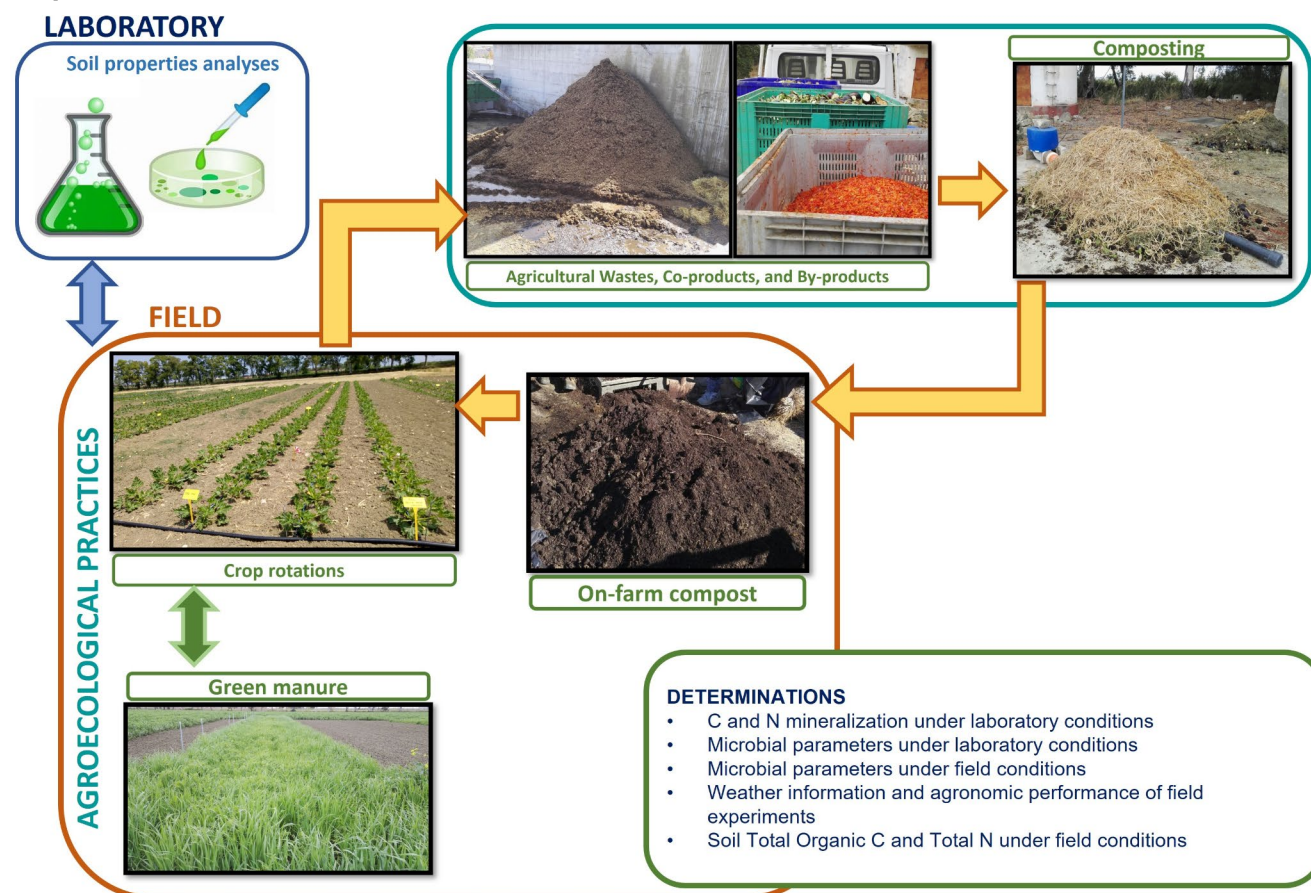 LABORATORY
Soil properties analyses
Agricultural Wastes, Co-products, and By-products
Composting
FIELD
AGROECOLOGICAL PRACTICES
Crop rotations
On-farm compost
Green manure
DETERMINATIONS
• C and N mineralization under laboratory conditions
• Microbial parameters under laboratory conditions
• Microbial parameters under field conditions
• Weather information and agronomic performance of field
experiments
• Soil Total Organic C and Total N under field conditions